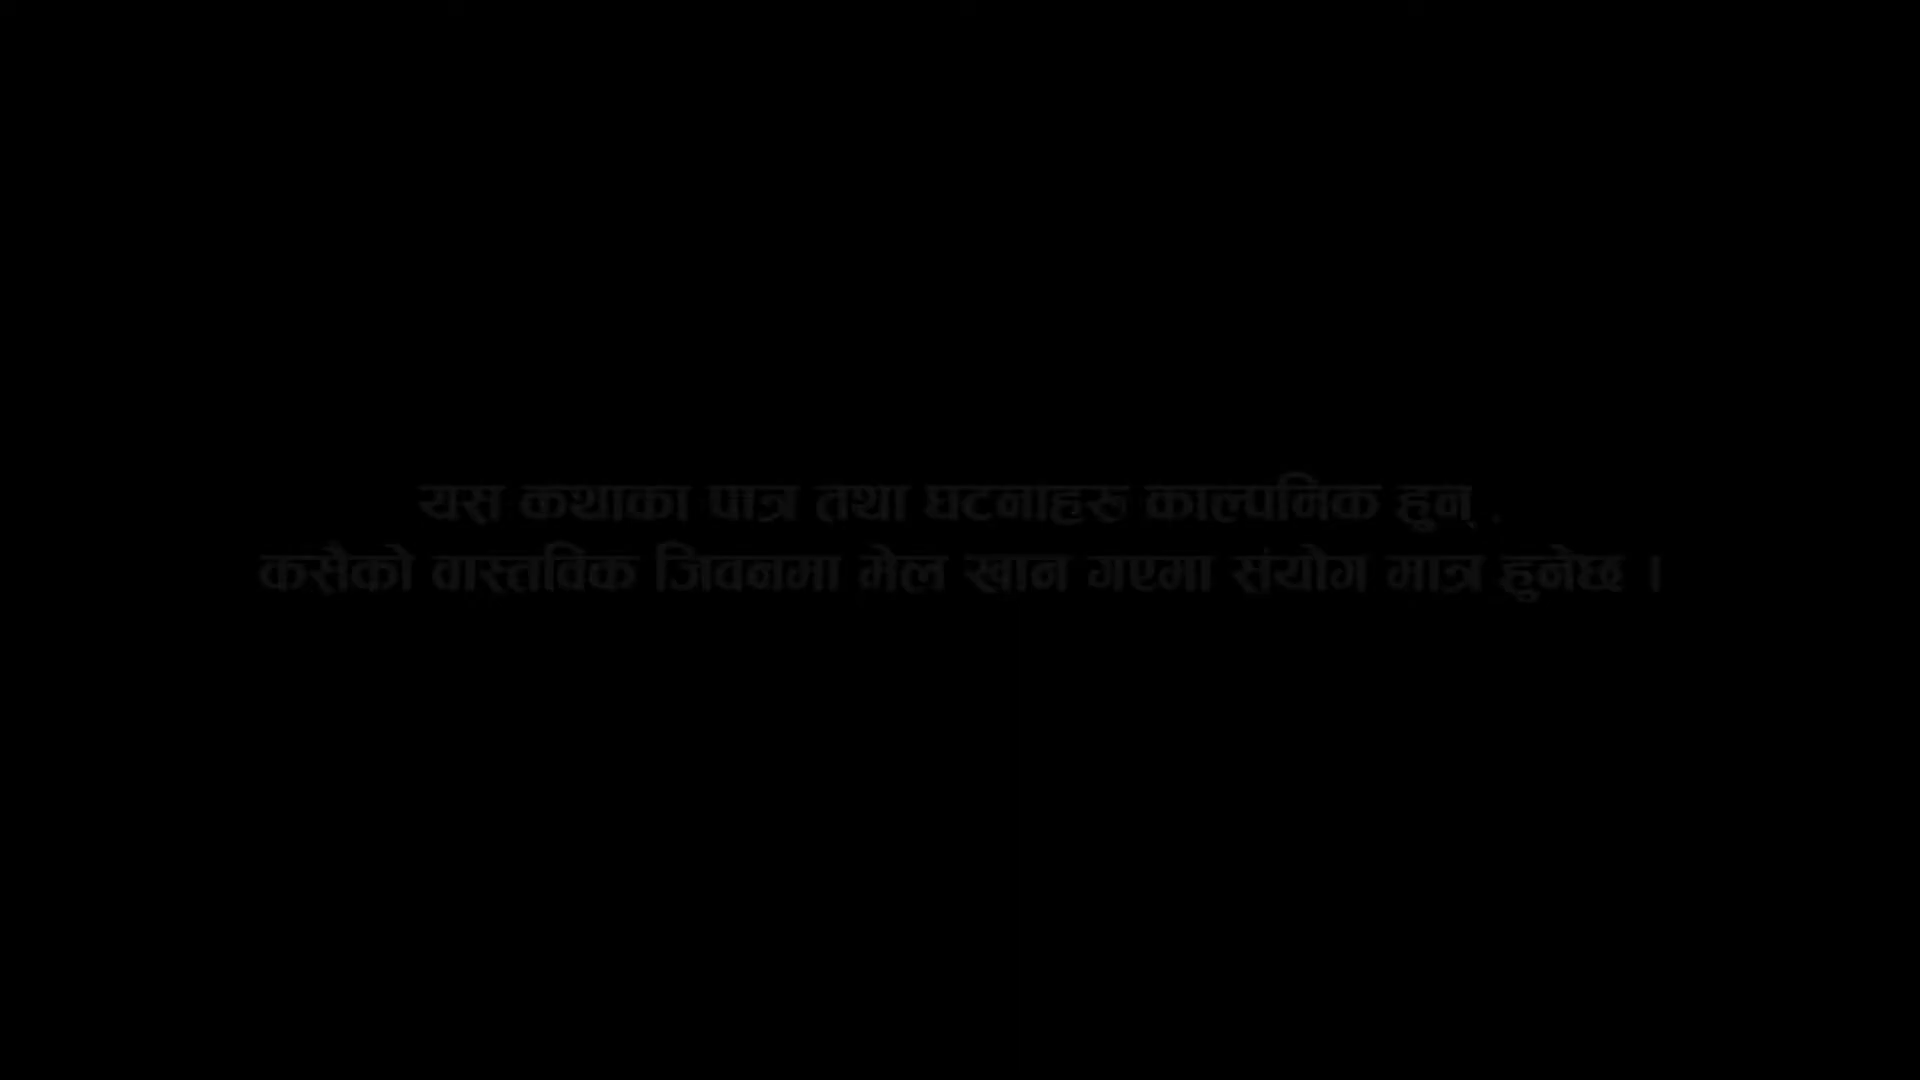 यस कथाका पात्र तथा घटनाहरु काल्पनिक हुन् .
कसैको वास्तविक जिवनमा मेल खान गएमा संयोग मात्र हुनेछ ।